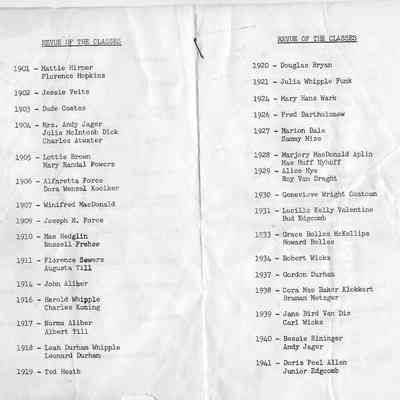 REVUE OF THE CLASSES
1901 - Mattie Hirner
Florence Hopkins
1902 - Jessie Veits
1903 - Dude Coates
1904 - Mrs. Andy Jager
Julia McIntosh Dick
Charles Atwater
1905 - Lottie Brown
Mary Randal Powers
1906 - Alfaretta Force
Dora Wensal Koolker
1907 - Winifred MacDonald
1909 - Joseph H. Force
1910 - Mae Hedglin
Russell Frehse
1911 - Florence Sewers
Augusta Till
1914 - John Aliber
1916 - Harold Whipple
Charles Koning
1917 - Norma Aliber
Albert Till
1918 - Leah Durham Whipple
Leonard Durham
1919 - Ted Heath
REVUE OF THE CLASSES
1920 - Douglas Bryan
1921 - Julia Whipple Funk
1924 - Mary Hans Wark
1926 - Fred Bartholomew
1927 - Marion Dale
Sammy Mize
1928 - Marjory MacDonald Aplin
Mae Huff Nyhoff
1929 - Alice Nye
Roy Van Draght
1930 - Genevieve Wright Coatown
1931 - Lucille Kelly Valentine
Bud Edgcomb
1933 - Grace Bolles McKellips
Howard Bolles
1934 - Robert Wicks
1937 - Gordon Durham
1938 - Cora Mae Baker Klokkert
Bruman Metzger
1939 - Jane Bird Van Dis
Carl Wicks
1940 - Bessie Bininger
Andy Jager
1941 - Doris Peel Allen
Junior Edgcomb